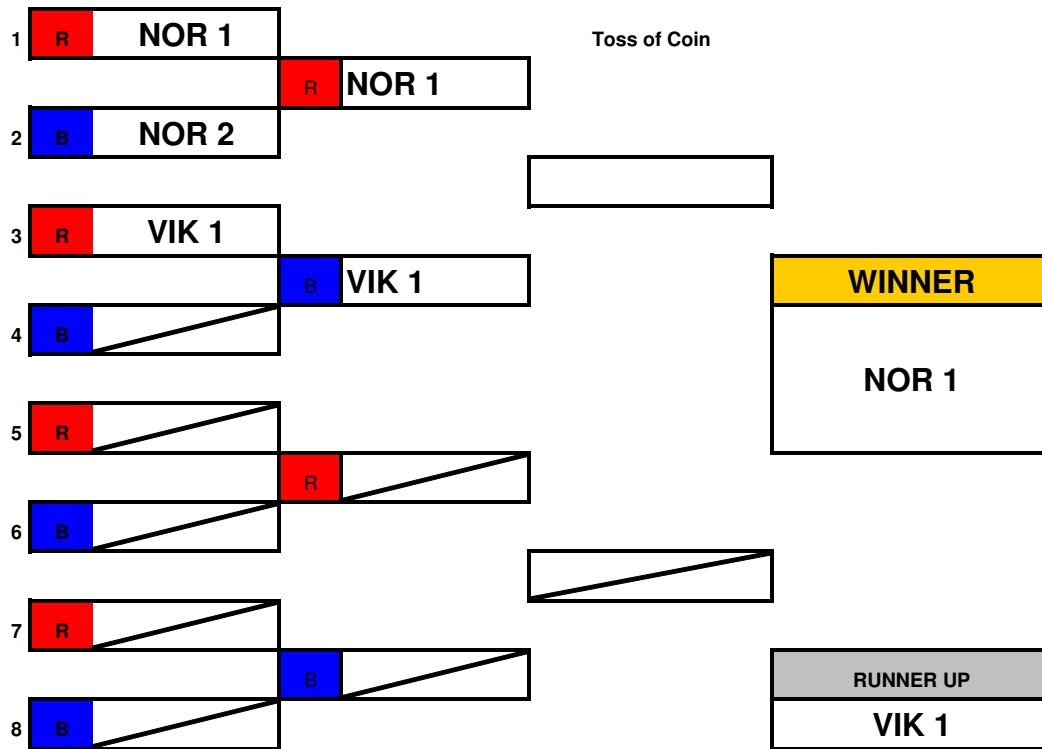 1 R NOR 1 Toss of Coin
R NOR 1
2 B NOR 2
3 R VIK 1
B VIK 1 WINNER
4 B
NOR 1
5 R
R
6 B
7 R
B RUNNER UP
8 B VIK 1